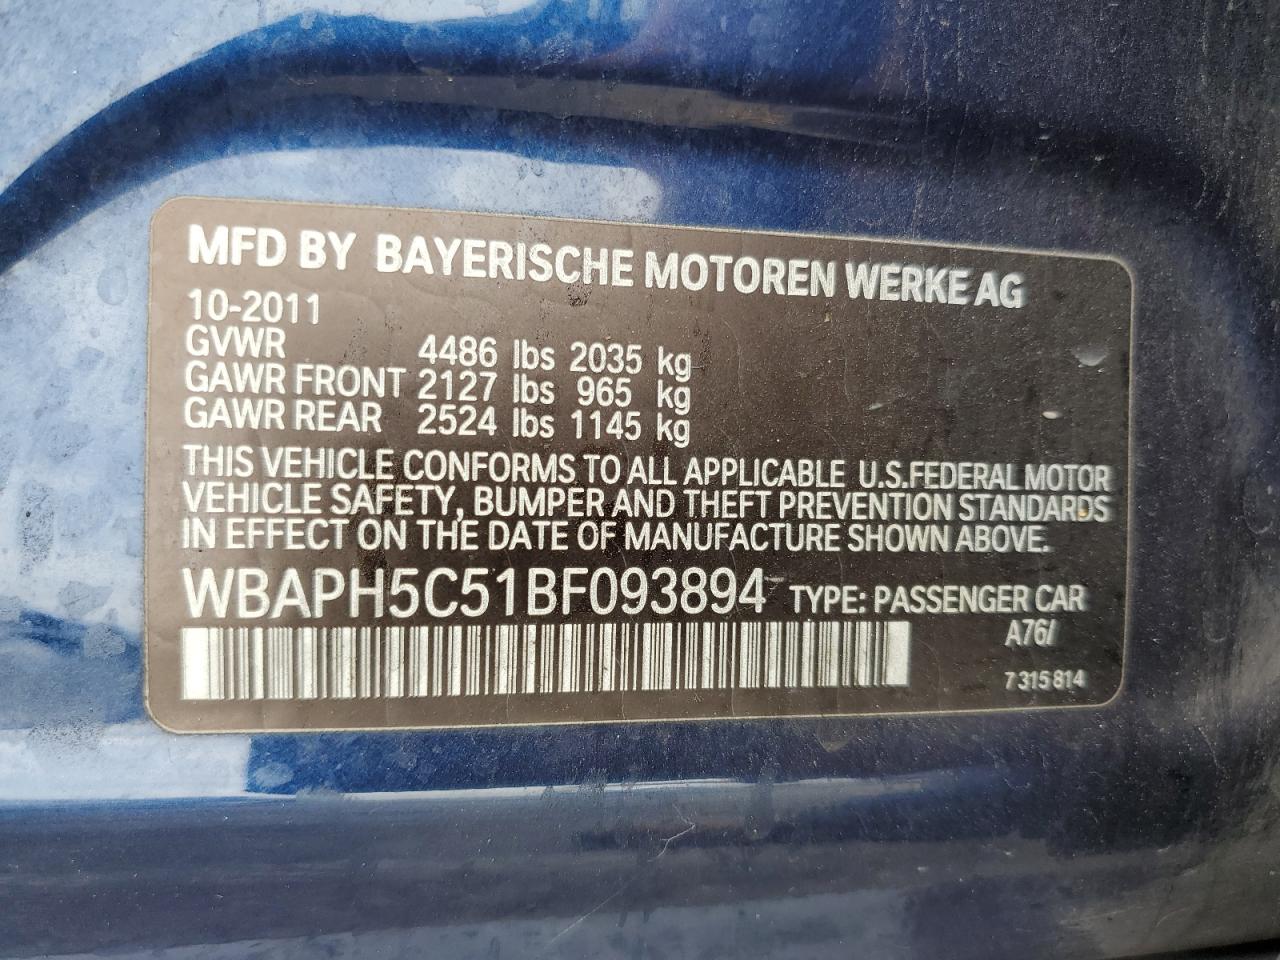 MFD BY BAYERISCHE MOTOREN WERKE AG
10-2011
GVWR 4486 lbs 2035 kg
GAWR FRONT 2127 lbs 965 kg
GAWR REAR 2524 lbs 1145 kg
THIS VEHICLE CONFORMS TO ALL APPLICABLE U.S.FEDERAL MOTOR
VEHICLE SAFETY, BUMPER AND THEFT PREVENTION STANDARDS
IN EFFECT ON THE DATE OF MANUFACTURE SHOWN ABOVE.
WBAPH5C51BF093894 TYPE: PASSENGER CAR
A76/
7 315 814